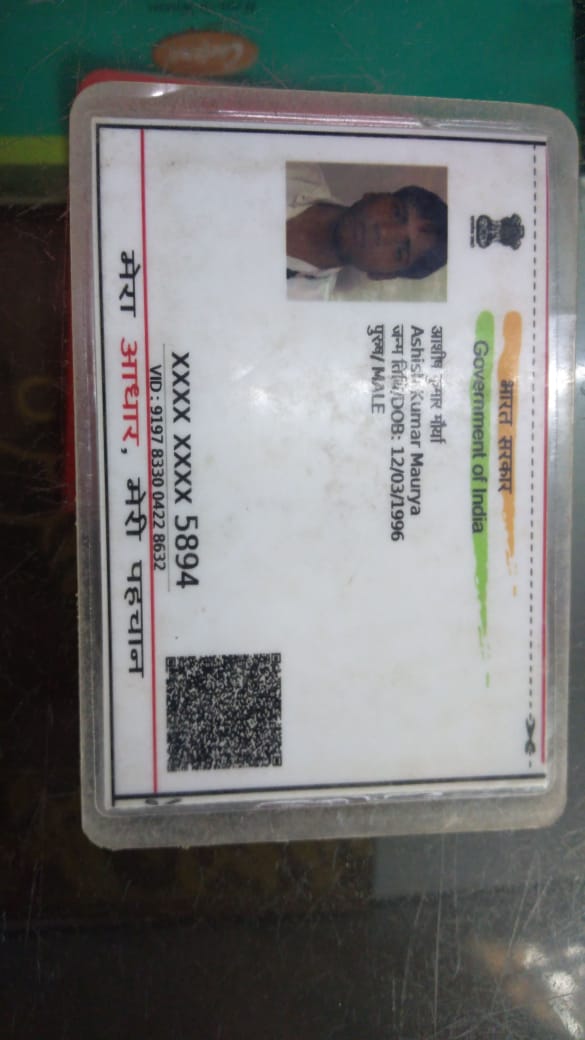 भारत सरकार
Government of India
आशीष कुमार मौर्या
Ashish Kumar Maurya
जन्म तिथि/DOB: 12/03/1996
पुरुष/ MALE
XXXX XXXX 5894
VID : 9197 8330 0422 8632
मेरा आधार, मेरी पहचान